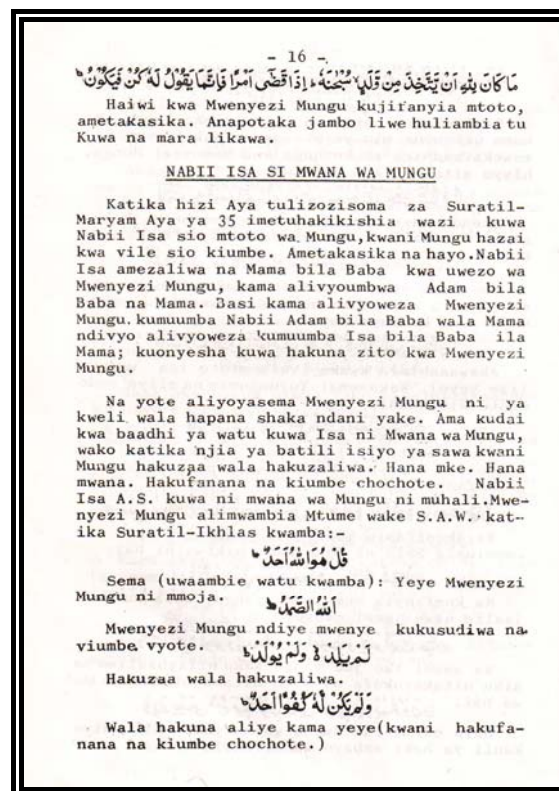 - 16 -
مَا كَانَ لِلّٰهِ اَنْ يَّتَّخِذَ مِنْ وَّلَدٍ ۙ سُبْحٰنَهٗ ؕ اِذَا قَضٰٓى اَمْرًا فَاِنَّمَا يَقُوْلُ لَهٗ كُنْ فَيَكُوْنُ ؕ
Haiwi kwa Mwenyezi Mungu kujifanyia mtoto,
ametakasika. Anapotaka jambo liwe huliambia tu
Kuwa na mara likawa.
NABII ISA SI MWANA WA MUNGU
Katika hizi Aya tulizozisoma za Suratil-
Maryam Aya ya 35 imetuhakikishia wazi kuwa
Nabii Isa sio mtoto wa Mungu,kwani Mungu hazai
kwa vile sio kiumbe. Ametakasika na hayo.Nabii
Isa amezaliwa na Mama bila Baba kwa uwezo wa
Mwenyezi Mungu, kama alivyoumbwa Adam bila
Baba na Mama. Basi kama alivyoweza Mwenyezi
Mungu. kumuumba Nabii Adam bila Baba wala Mama
ndivyo alivyoweza kumuumba Isa bila Baba ila
Mama; kuonyesha kuwa hakuna zito kwa Mwenyezi
Mungu.
Na yote aliyoyasema Mwenyezi Mungu ni ya
kweli wala hapana shaka ndani yake. Ama kudai
kwa baadhi ya watu kuwa Isa ni Mwana wa Mungu,
wako katika njia ya batili isiyo ya sawa kwani
Mungu hakuzaa wala hakuzaliwa. Hana mke. Hana
mwana. Hakufanana na kiumbe chochote. Nabii
Isa A.S. kuwa ni mwana wa Mungu ni muhali.Mwe-
nyezi Mungu alimwambia Mtume wake S.A.W. kat-
ika Suratil-Ikhlas kwamba:-
قُلْ هُوَ اللّٰهُ اَحَدٌ ؕ
Sema (uwaambie watu kwamba): Yeye Mwenyezi
Mungu ni mmoja.
اَللّٰهُ الصَّمَدُ ؕ
Mwenyezi Mungu ndiye mwenye kukusudiwa na
viumbe vyote.
لَمْ يَلِدْ ۙ وَلَمْ يُوْلَدْ ؕ
Hakuzaa wala hakuzaliwa.
وَلَمْ يَكُنْ لَّهٗ كُفُوًا اَحَدٌ ؕ
Wala hakuna aliye kama yeye(kwani hakufa-
nana na kiumbe chochote.)